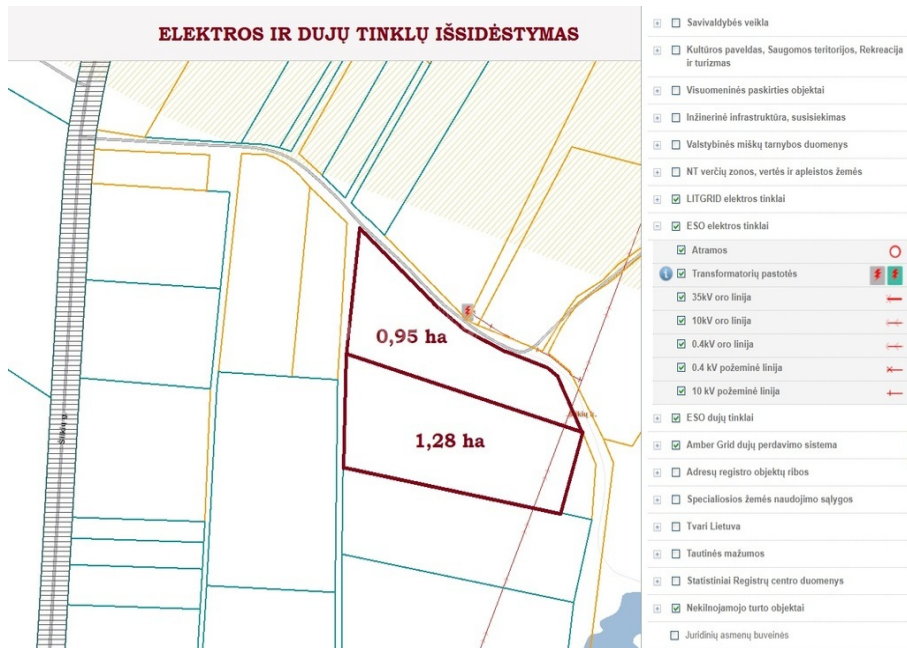 ELEKTROS IR DUJŲ TINKLŲ IŠSIDĖSTYMAS
0,95 ha
1,28 ha
Savivaldybės veikla
Kultūros paveldas, Saugomos teritorijos, Rekreacija
ir turizmas
Visuomeninės paskirties objektai
Inžinerinė infrastruktūra, susisiekimas
Valstybinės miškų tarnybos duomenys
NT verčių zonos, vertės ir apleistos žemės
LITGRID elektros tinklai
ESO elektros tinklai
Atramos
Transformatorių pastotės
35kV oro linija
10kV oro linija
0.4kV oro linija
0.4 kV požeminė linija
10 kV požeminė linija
ESO dujų tinklai
Amber Grid dujų perdavimo sistema
Adresų registro objektų ribos
Specialiosios žemės naudojimo sąlygos
Tvari Lietuva
Tautinės mažumos
Statistiniai Registrų centro duomenys
Nekilnojamojo turto objektai
Juridinių asmenų buveinės